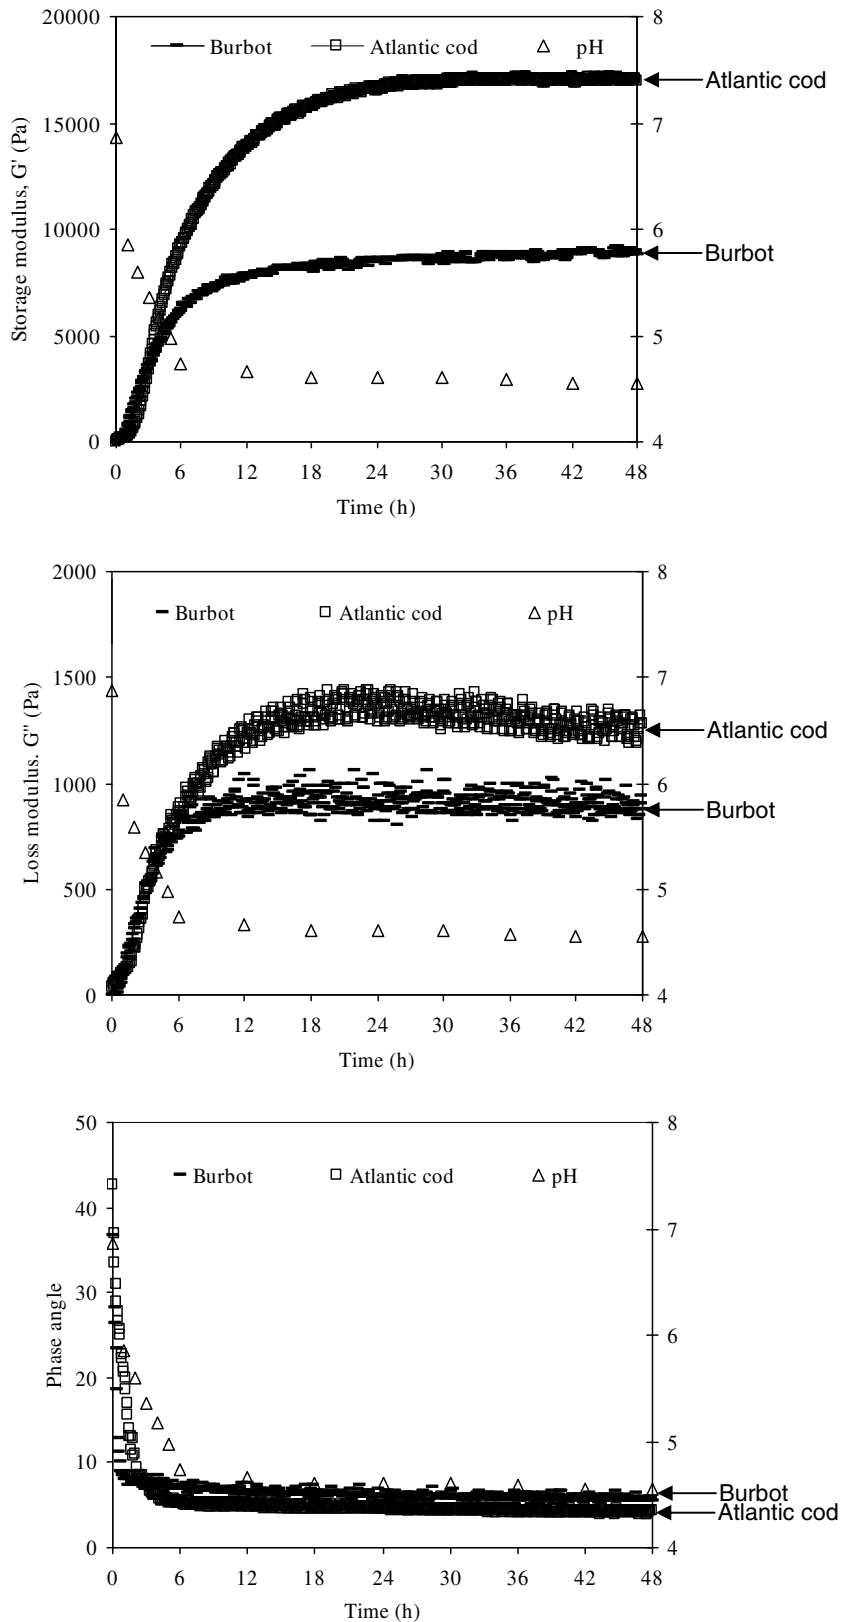 20000
15000
10000
5000
0
8
7
6
5
4
Burbot
Atlantic cod
pH
Atlantic cod
Burbot
Storage modulus, G' (Pa)
0 6 12 18 24 30 36 42 48
Time (h)
2000
1500
1000
500
0
8
7
6
5
4
Burbot
Atlantic cod
pH
Atlantic cod
Burbot
Loss modulus. G" (Pa)
0 6 12 18 24 30 36 42 48
Time (h)
50
40
30
20
10
0
8
7
6
5
4
Burbot
Atlantic cod
pH
Burbot
Atlantic cod
Phase angle
0 6 12 18 24 30 36 42 48
Time (h)